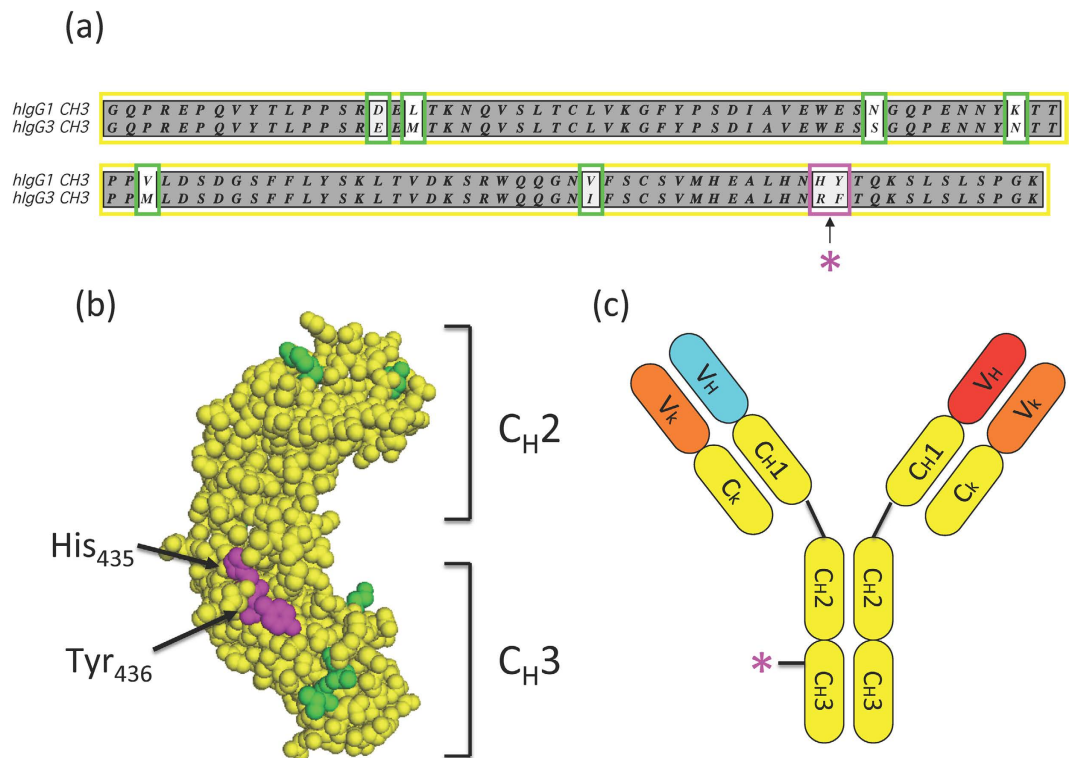 (a)
hIgG1 CH3 G Q P R E P Q V Y T L P P S R D E L T K N Q V S L T C L V K G F Y P S D I A V E W E S N G Q P E N N Y K T T
hIgG3 CH3 G Q P R E P Q V Y T L P P S R E E M T K N Q V S L T C L V K G F Y P S D I A V E W E S S G Q P E N N Y N T T
hIgG1 CH3 P P V L D S D G S F F L Y S K L T V D K S R W Q Q G N V F S C S V M H E A L H N H Y T Q K S L S L S P G K
hIgG3 CH3 P P M L D S D G S F F L Y S K L T V D K S R W Q Q G N I F S C S V M H E A L H N R F T Q K S L S L S P G K
*
(b)
CH2
His435
Tyr436
CH3
(c)
VH
Vk
CH1
Ck
VH
Vk
CH1
Ck
CH2
CH2
*
CH3
CH3